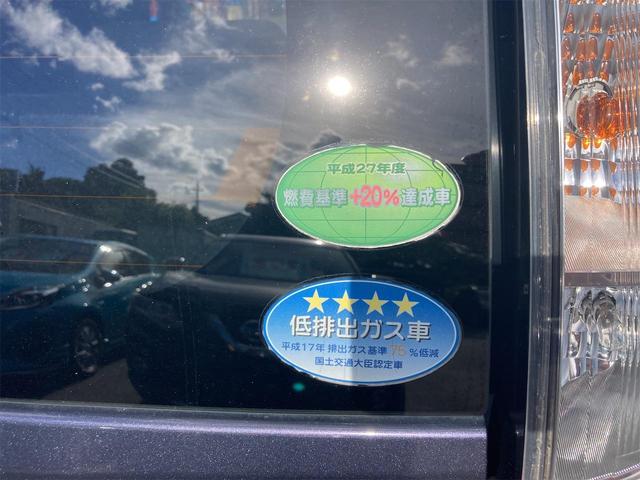 平成27年度
燃費基準+20%達成車
低排出ガス車
平成17年 排出ガス基準 75 %低減
国土交通大臣認定車